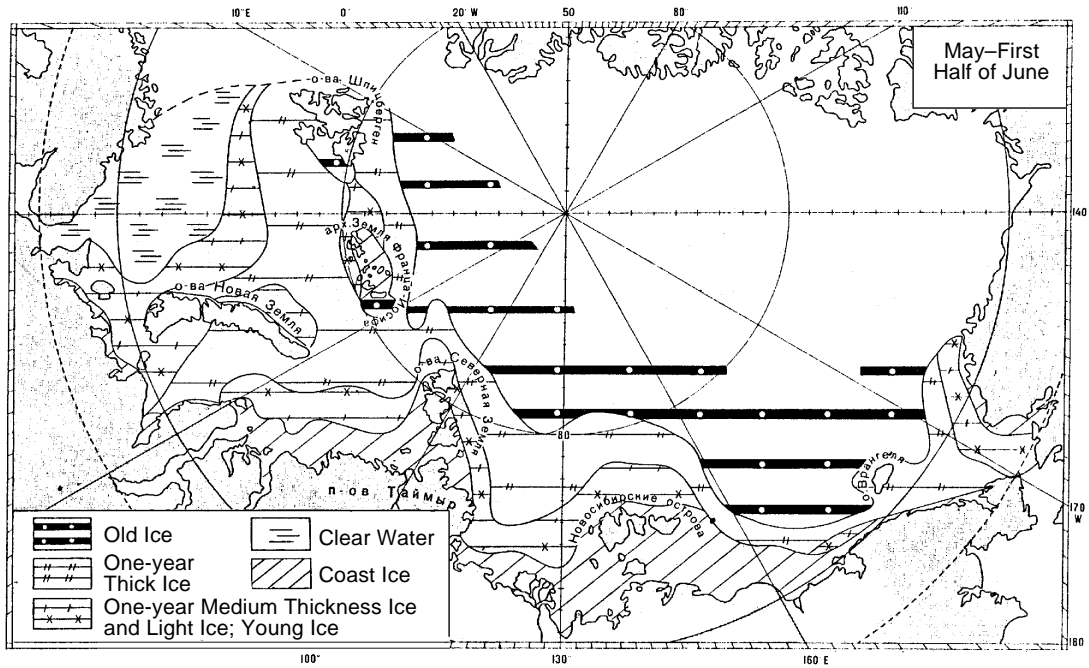 10°E 0° 20°W 50 80° 110°
May–First
Half of June
о-ва Шпицберген
арх. Земля Франца-Иосифа
о-ва Новая Земля
о-ва Северная Земля
140
80
о. Врангеля
п-ов Таймыр
Новосибирские острова
170
W
Old Ice
Clear Water
One-year
Thick Ice
Coast Ice
One-year Medium Thickness Ice
and Light Ice; Young Ice
180
100° 130° 160°E